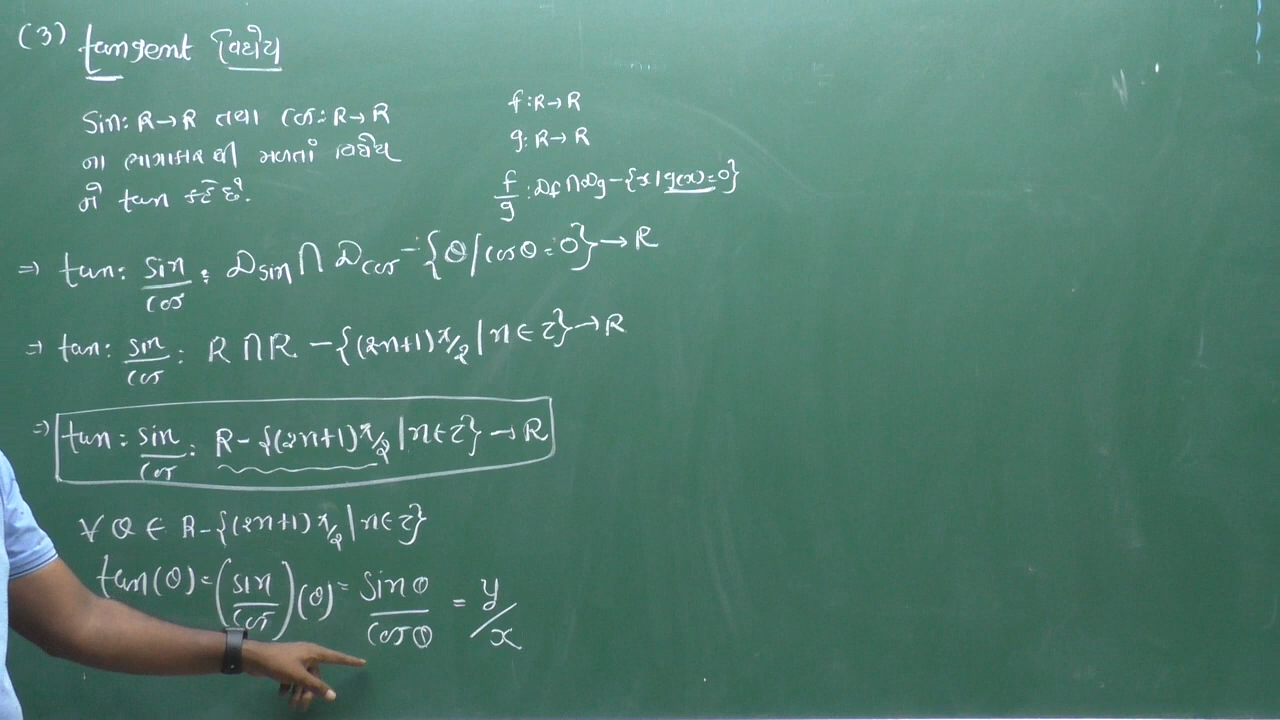 (3) tangent વિધેય
sin: R→R તથા cos: R→R
ના ભાગાકાર થી મળતાં વિધેય
ને tan કહે છે.
f: R→R
g: R→R
f/g : Df ∩ Dg - {x | g(x) = 0}
⇒ tan: sin/cos : Dsin ∩ Dcos - {θ / cosθ = 0} → R
⇒ tan: sin/cos : R ∩ R - {(2n+1)π/2 | n ∈ Z} → R
⇒ tan: sin/cos : R - {(2n+1)π/2 | n ∈ Z} → R
∀ θ ∈ R - {(2n+1)π/2 | n ∈ Z}
tan(θ) = (sin/cos)(θ) = sinθ/cosθ = y/x